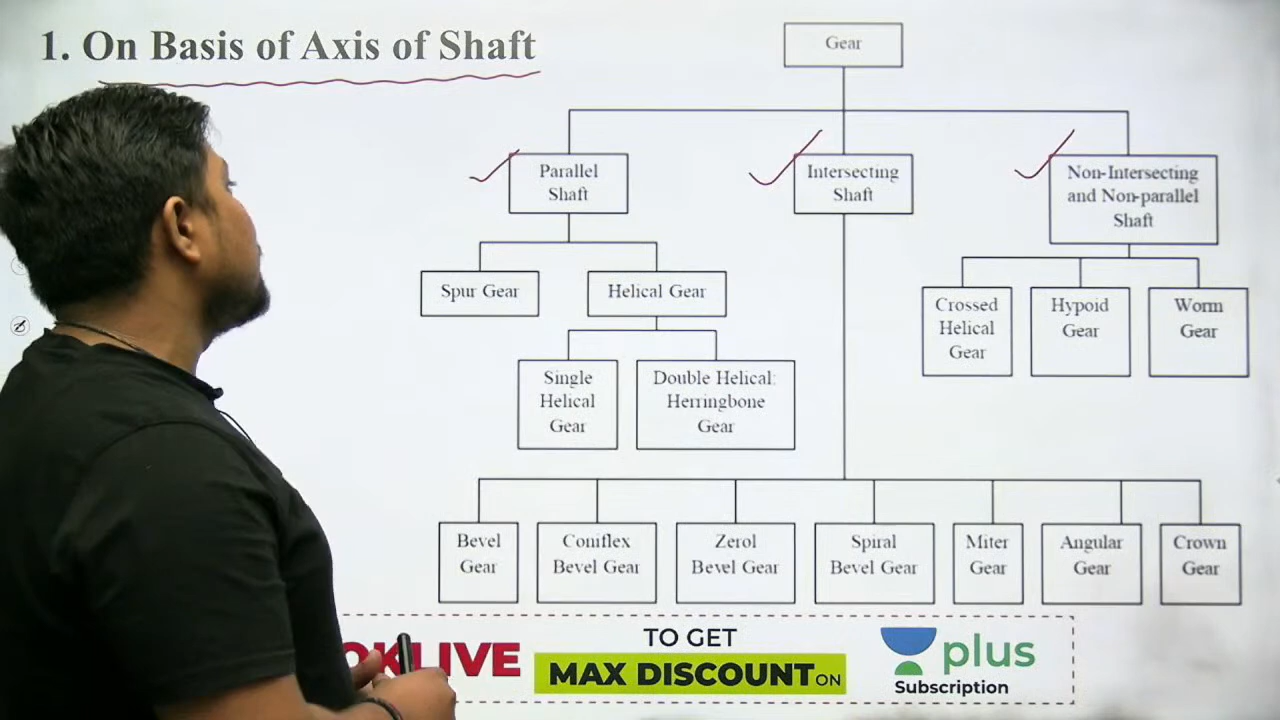 1. On Basis of Axis of Shaft
Gear
Parallel
Shaft
Intersecting
Shaft
Non-Intersecting
and Non-parallel
Shaft
Spur Gear
Helical Gear
Crossed
Helical
Gear
Hypoid
Gear
Worm
Gear
Single
Helical
Gear
Double Helical:
Herringbone
Gear
Bevel
Gear
Coniflex
Bevel Gear
Zerol
Bevel Gear
Spiral
Bevel Gear
Miter
Gear
Angular
Gear
Crown
Gear
TO GET
MAX DISCOUNT ON
plus
Subscription